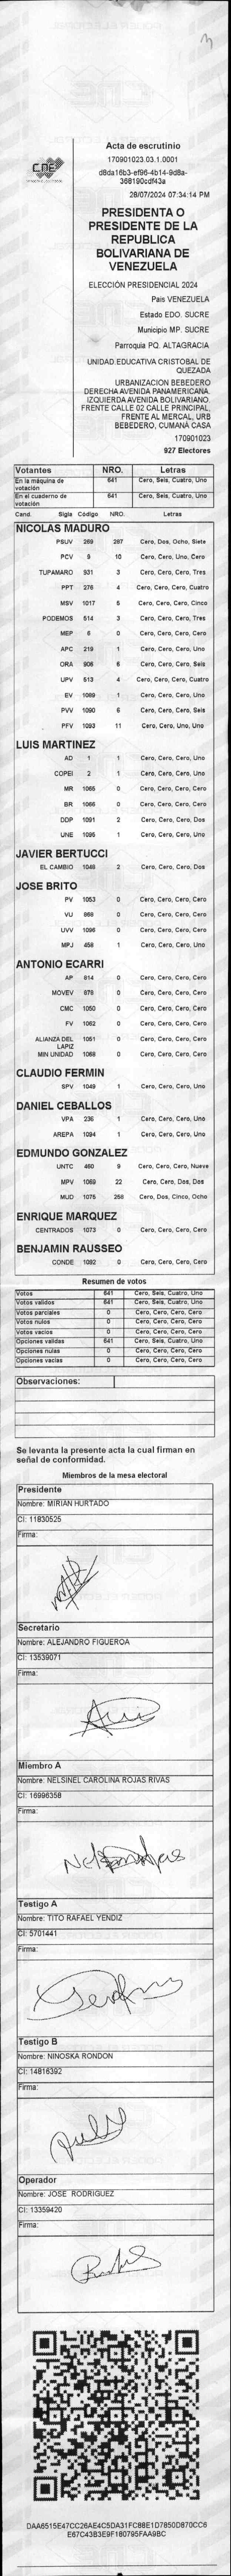 CNE
Acta de escrutinio
170901023.03.1.0001
d8da16b3-ef96-4b14-9d8a-
368190cdf43a
28/07/2024 07:34:14 PM
PRESIDENTA O
PRESIDENTE DE LA
REPUBLICA
BOLIVARIANA DE
VENEZUELA
ELECCIÓN PRESIDENCIAL 2024
Pais VENEZUELA
Estado EDO. SUCRE
Municipio MP. SUCRE
Parroquia PQ. ALTAGRACIA
UNIDAD EDUCATIVA CRISTOBAL DE
QUEZADA
URBANIZACION BEBEDERO
DERECHA AVENIDA PANAMERICANA.
IZQUIERDA AVENIDA BOLIVARIANO.
FRENTE CALLE 02 CALLE PRINCIPAL,
FRENTE AL MERCAL, URB
BEBEDERO, CUMANÁ CASA
170901023
927 Electores
Votantes NRO. Letras
En la máquina de votación 641 Cero, Seis, Cuatro, Uno
En el cuaderno de votación 641 Cero, Seis, Cuatro, Uno
Cand. Sigla Código NRO. Letras
NICOLAS MADURO
PSUV 269 287 Cero, Dos, Ocho, Siete
PCV 9 10 Cero, Cero, Uno, Cero
TUPAMARO 931 3 Cero, Cero, Cero, Tres
PPT 276 4 Cero, Cero, Cero, Cuatro
MSV 1017 5 Cero, Cero, Cero, Cinco
PODEMOS 514 3 Cero, Cero, Cero, Tres
MEP 6 0 Cero, Cero, Cero, Cero
APC 219 1 Cero, Cero, Cero, Uno
ORA 906 6 Cero, Cero, Cero, Seis
UPV 513 4 Cero, Cero, Cero, Cuatro
EV 1089 1 Cero, Cero, Cero, Uno
PVV 1090 6 Cero, Cero, Cero, Seis
PFV 1093 11 Cero, Cero, Uno, Uno
LUIS MARTINEZ
AD 1 1 Cero, Cero, Cero, Uno
COPEI 2 1 Cero, Cero, Cero, Uno
MR 1065 0 Cero, Cero, Cero, Cero
BR 1066 0 Cero, Cero, Cero, Cero
DDP 1091 2 Cero, Cero, Cero, Dos
UNE 1095 1 Cero, Cero, Cero, Uno
JAVIER BERTUCCI
EL CAMBIO 1046 2 Cero, Cero, Cero, Dos
JOSE BRITO
PV 1053 0 Cero, Cero, Cero, Cero
VU 868 0 Cero, Cero, Cero, Cero
UVV 1096 0 Cero, Cero, Cero, Cero
MPJ 458 1 Cero, Cero, Cero, Uno
ANTONIO ECARRI
AP 814 0 Cero, Cero, Cero, Cero
MOVEV 879 0 Cero, Cero, Cero, Cero
CMC 1050 0 Cero, Cero, Cero, Cero
FV 1062 0 Cero, Cero, Cero, Cero
ALIANZA DEL LAPIZ 1051 0 Cero, Cero, Cero, Cero
MIN UNIDAD 1068 0 Cero, Cero, Cero, Cero
CLAUDIO FERMIN
SPV 1049 1 Cero, Cero, Cero, Uno
DANIEL CEBALLOS
VPA 236 1 Cero, Cero, Cero, Uno
AREPA 1094 1 Cero, Cero, Cero, Uno
EDMUNDO GONZALEZ
UNTC 460 9 Cero, Cero, Cero, Nueve
MPV 1069 22 Cero, Cero, Dos, Dos
MUD 1075 258 Cero, Dos, Cinco, Ocho
ENRIQUE MARQUEZ
CENTRADOS 1073 0 Cero, Cero, Cero, Cero
BENJAMIN RAUSSEO
CONDE 1092 0 Cero, Cero, Cero, Cero
Resumen de votos
Votos 641 Cero, Seis, Cuatro, Uno
Votos validos 641 Cero, Seis, Cuatro, Uno
Votos parciales 0 Cero, Cero, Cero, Cero
Votos nulos 0 Cero, Cero, Cero, Cero
Votos vacios 0 Cero, Cero, Cero, Cero
Opciones validas 641 Cero, Seis, Cuatro, Uno
Opciones nulas 0 Cero, Cero, Cero, Cero
Opciones vacias 0 Cero, Cero, Cero, Cero
Observaciones:
Se levanta la presente acta la cual firman en
señal de conformidad.
Miembros de la mesa electoral
Presidente
Nombre: MIRIAN HURTADO
CI: 11830525
Firma:
Secretario
Nombre: ALEJANDRO FIGUEROA
CI: 13539071
Firma:
Miembro A
Nombre: NELSINEL CAROLINA ROJAS RIVAS
CI: 16996358
Firma:
Testigo A
Nombre: TITO RAFAEL YENDIZ
CI: 5701441
Firma:
Testigo B
Nombre: NINOSKA RONDON
CI: 14816392
Firma:
Operador
Nombre: JOSE RODRIGUEZ
CI: 13359420
Firma:
DAA6515E47CC26AE4C5DA31FC88E1D7850D870CC6
E67C43B3E9F180795FAA9BC